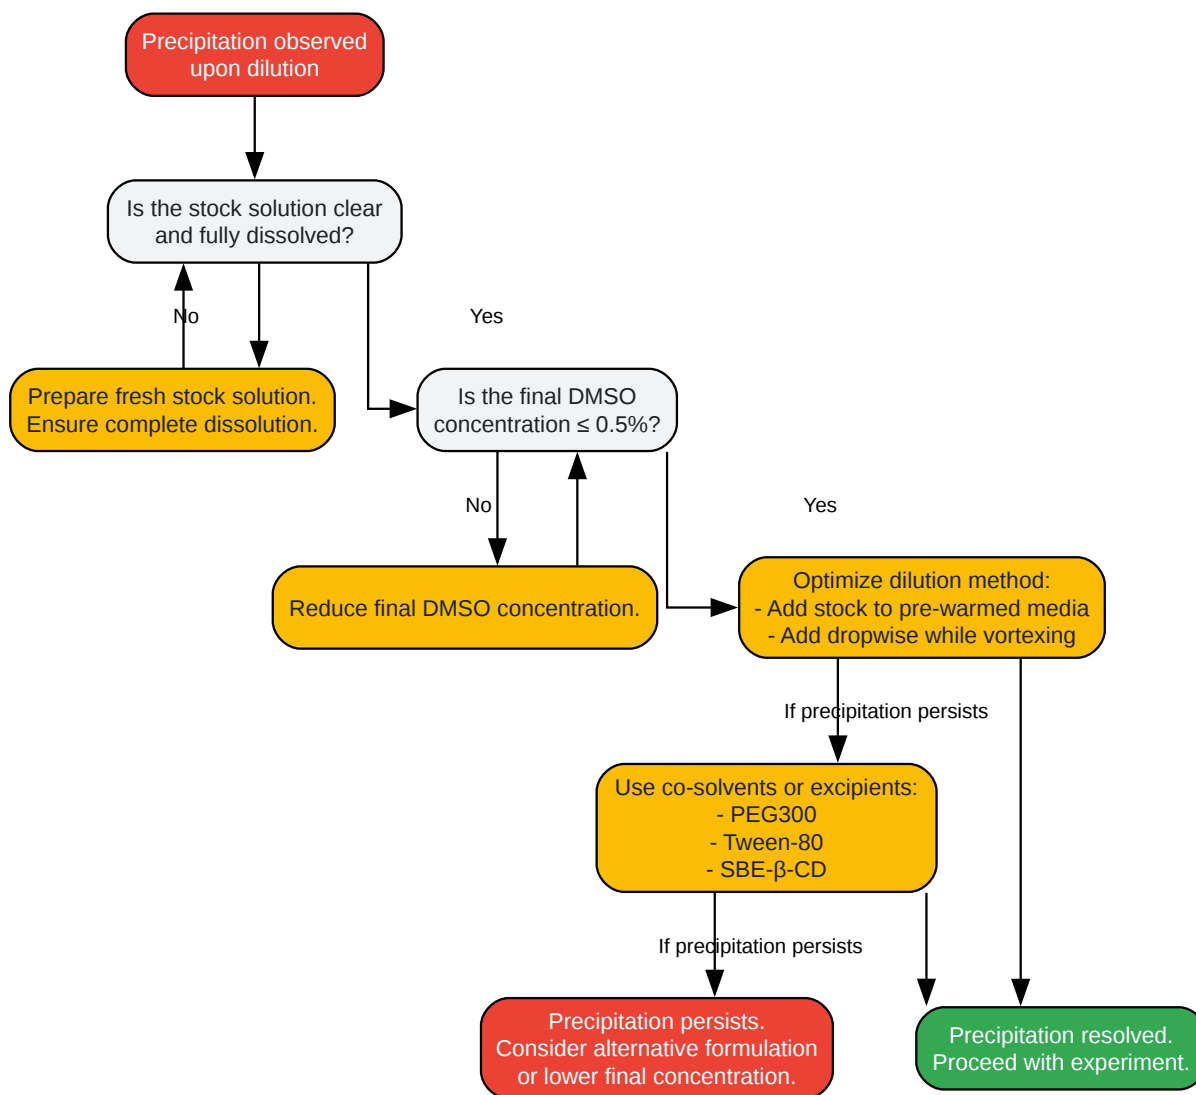 Precipitation observed
upon dilution
Is the stock solution clear
and fully dissolved?
No
Yes
Prepare fresh stock solution.
Ensure complete dissolution.
Is the final DMSO
concentration ≤ 0.5%?
No
Yes
Reduce final DMSO concentration.
Optimize dilution method:
- Add stock to pre-warmed media
- Add dropwise while vortexing
If precipitation persists
Use co-solvents or excipients:
- PEG300
- Tween-80
- SBE-β-CD
If precipitation persists
Precipitation persists.
Consider alternative formulation
or lower final concentration.
Precipitation resolved.
Proceed with experiment.